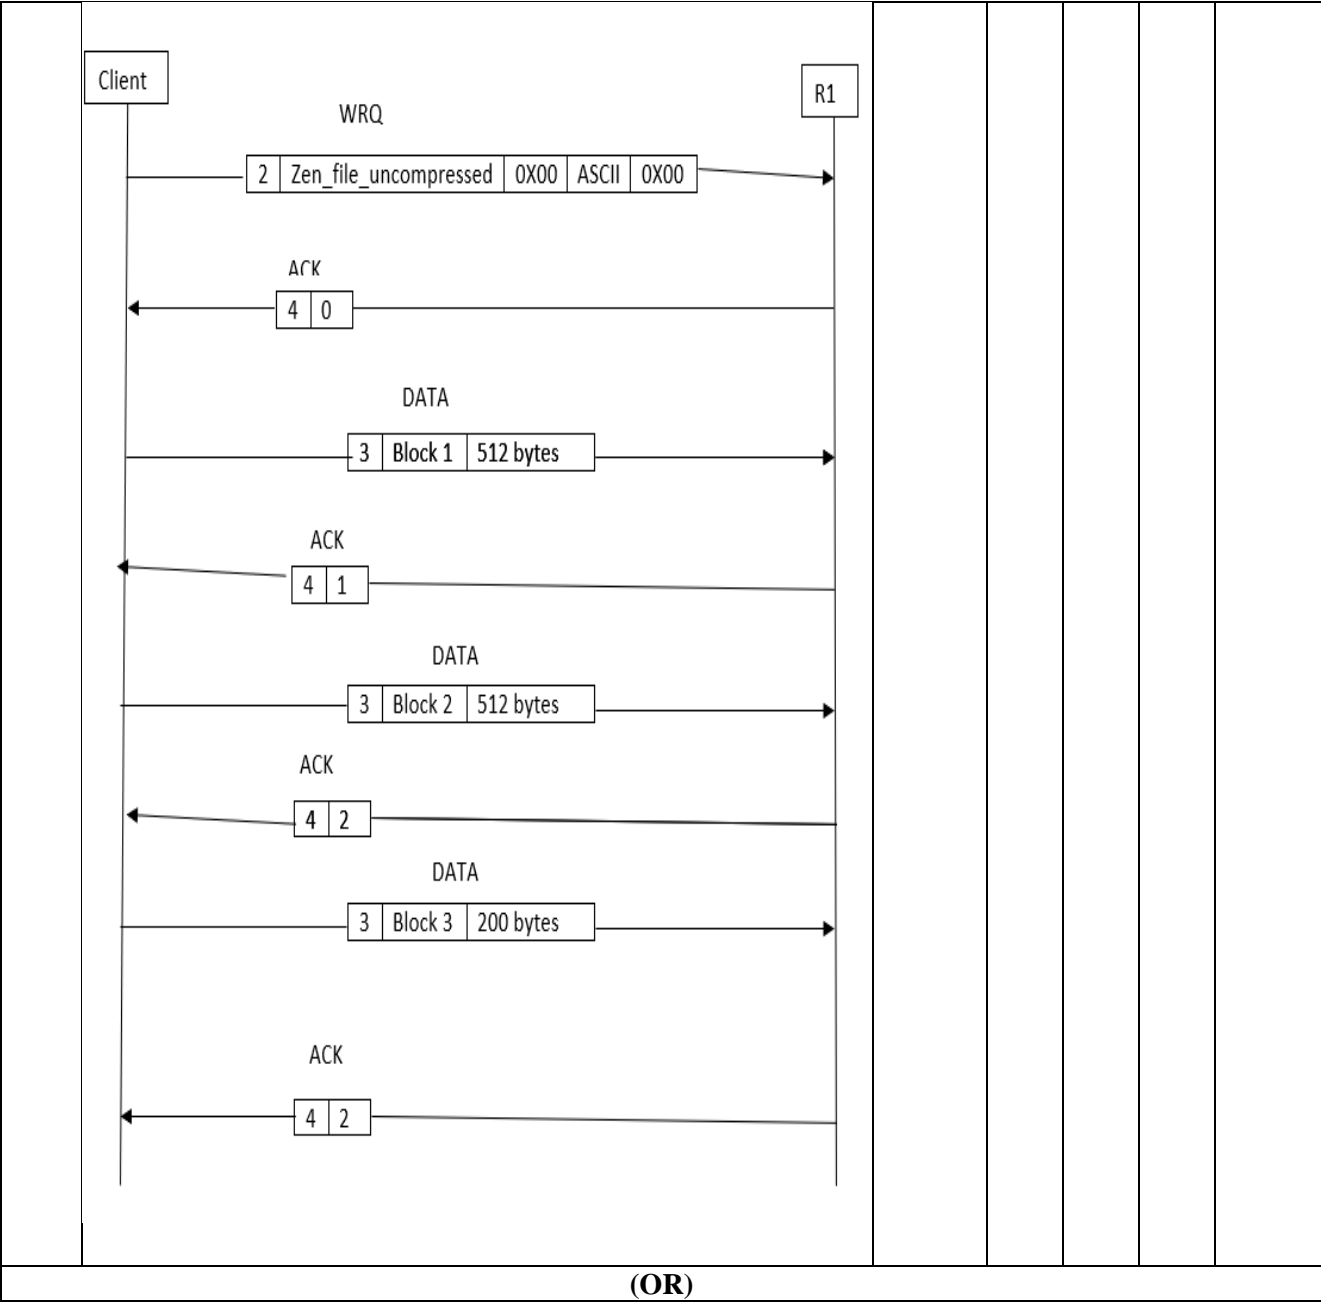 Client
R1
WRQ
2 Zen_file_uncompressed 0X00 ASCII 0X00
ACK
4 0
DATA
3 Block 1 512 bytes
ACK
4 1
DATA
3 Block 2 512 bytes
ACK
4 2
DATA
3 Block 3 200 bytes
ACK
4 2
(OR)